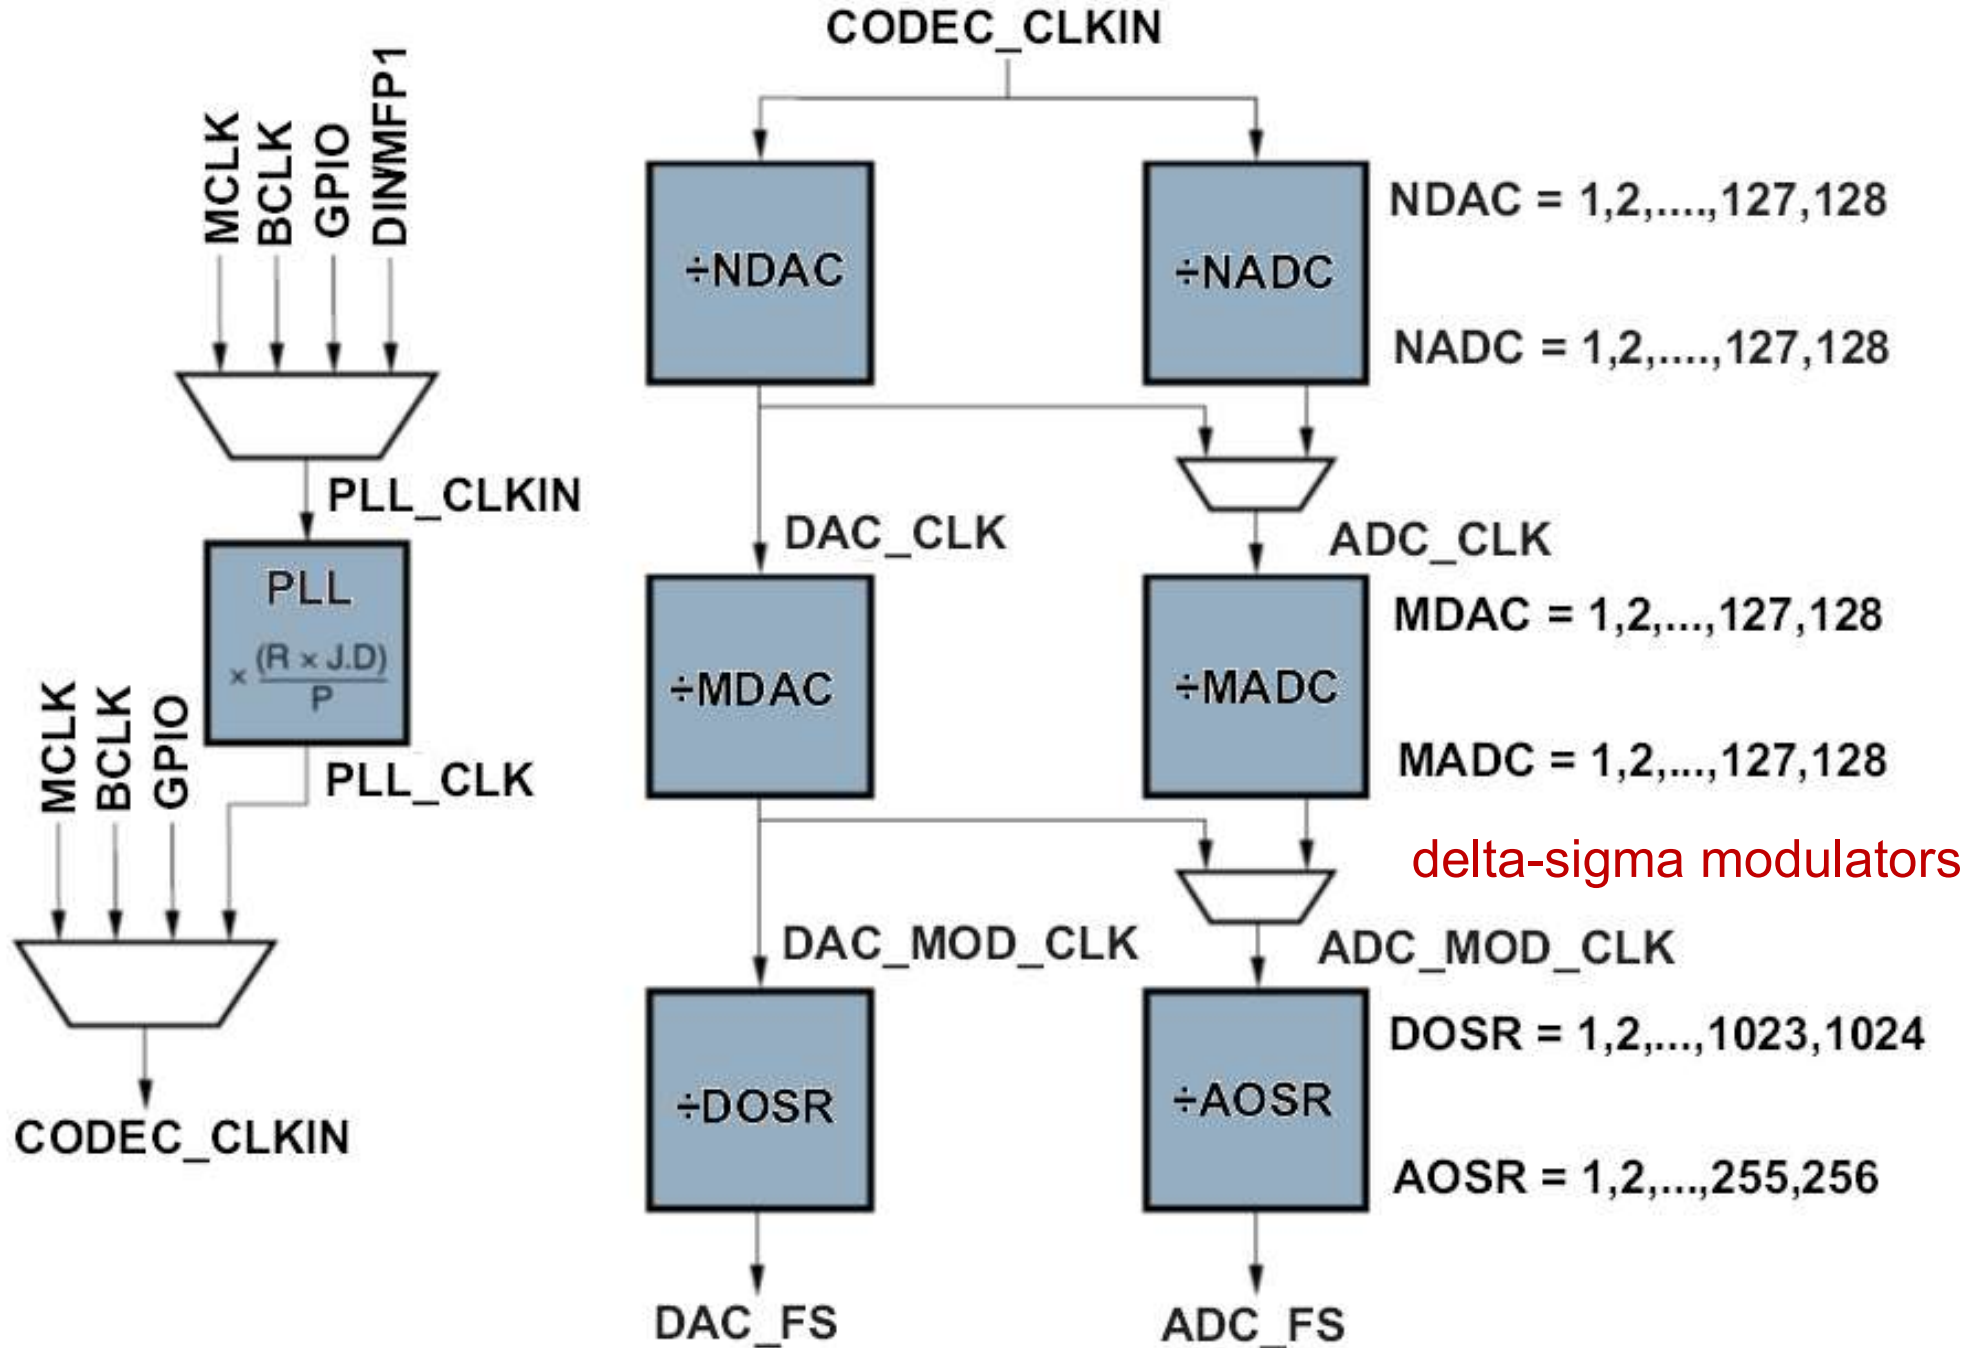 CODEC_CLKIN
MCLK
BCLK
GPIO
DIN/MFP1
PLL_CLKIN
PLL
× (R × J.D)
P
MCLK
BCLK
GPIO
PLL_CLK
CODEC_CLKIN
÷NDAC
÷NADC
NDAC = 1,2,....,127,128
NADC = 1,2,....,127,128
DAC_CLK
ADC_CLK
÷MDAC
÷MADC
MDAC = 1,2,...,127,128
MADC = 1,2,...,127,128
delta-sigma modulators
DAC_MOD_CLK
ADC_MOD_CLK
÷DOSR
÷AOSR
DOSR = 1,2,...,1023,1024
AOSR = 1,2,...,255,256
DAC_FS
ADC_FS